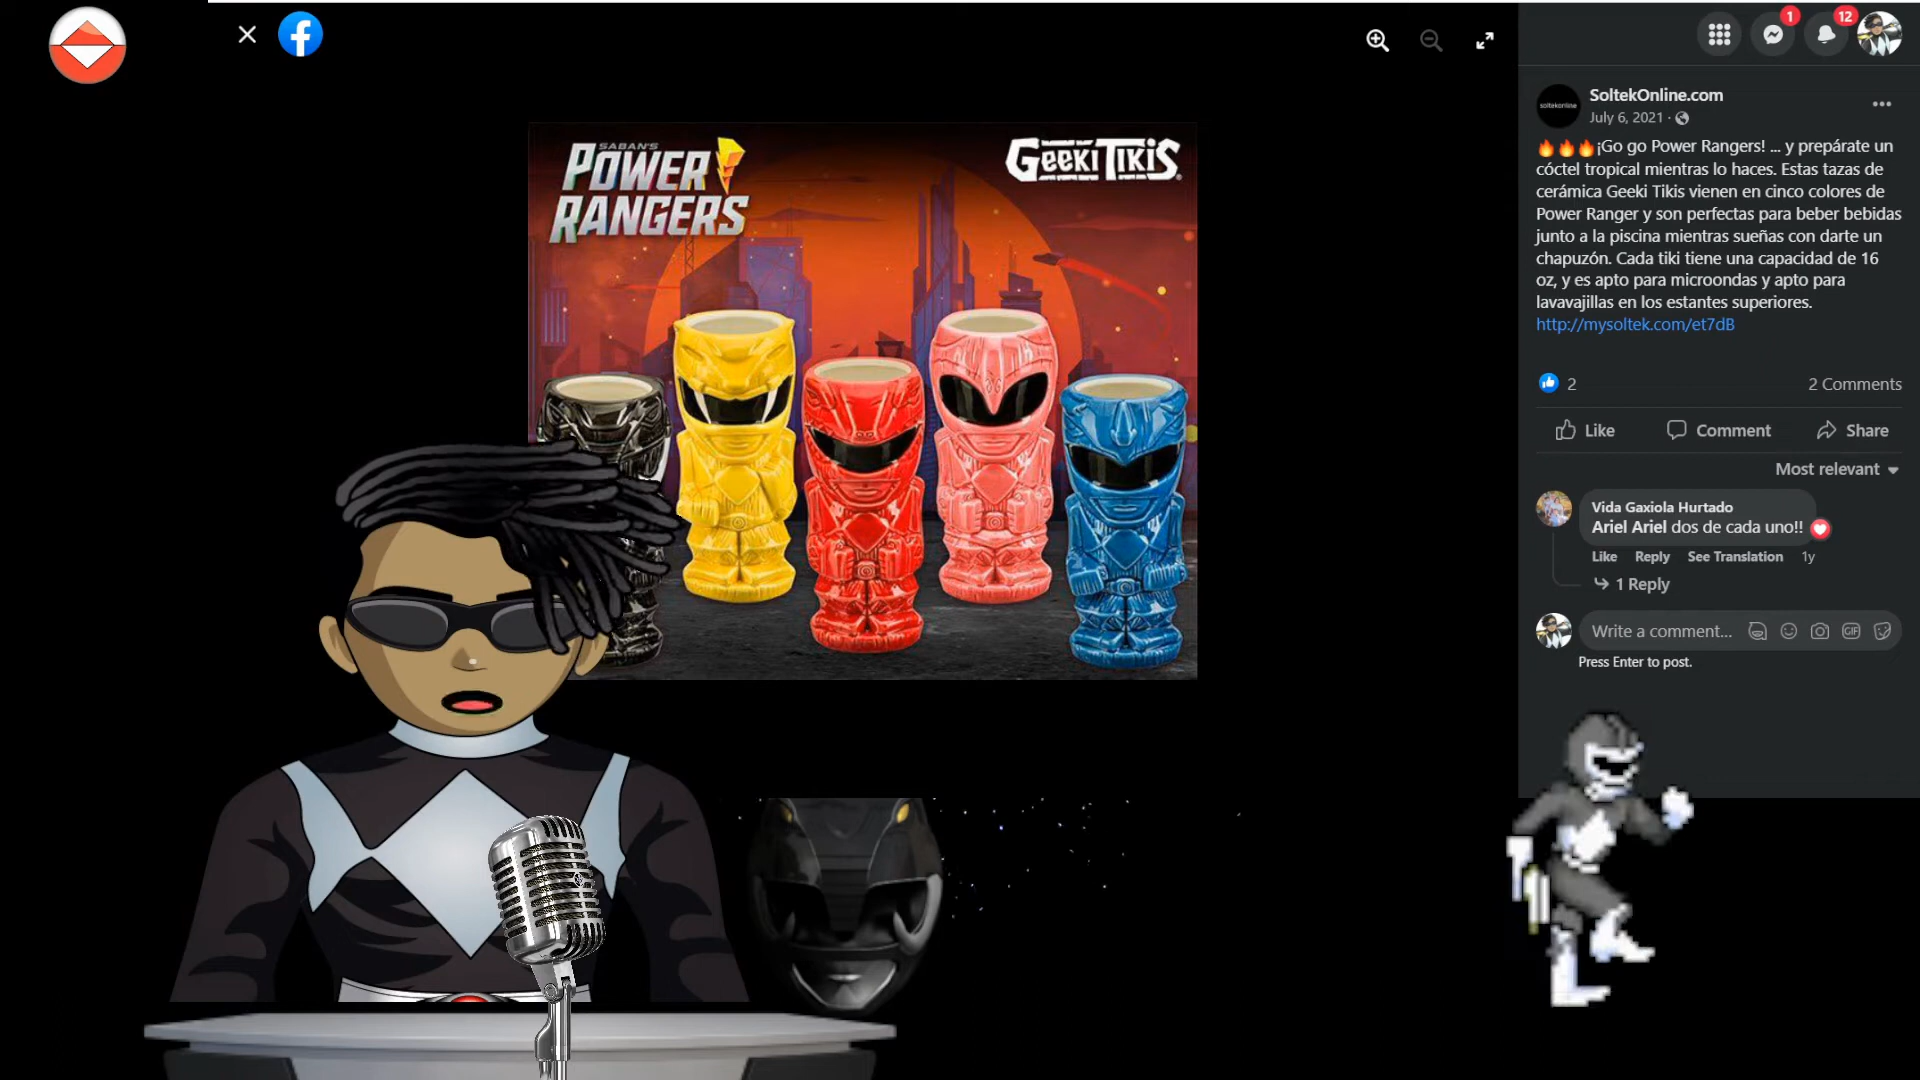 SABAN'S
POWER
RANGERS
GEEKI TIKIS
1
12
soltekonline
SoltekOnline.com
July 6, 2021 ·
🔥🔥🔥¡Go go Power Rangers! ... y prepárate un
cóctel tropical mientras lo haces. Estas tazas de
cerámica Geeki Tikis vienen en cinco colores de
Power Ranger y son perfectas para beber bebidas
junto a la piscina mientras sueñas con darte un
chapuzón. Cada tiki tiene una capacidad de 16
oz, y es apto para microondas y apto para
lavavajillas en los estantes superiores.
http://mysoltek.com/et7dB
2
2 Comments
Like
Comment
Share
Most relevant
Vida Gaxiola Hurtado
Ariel Ariel dos de cada uno!!
Like Reply See Translation 1y
1 Reply
Write a comment...
GIF
Press Enter to post.